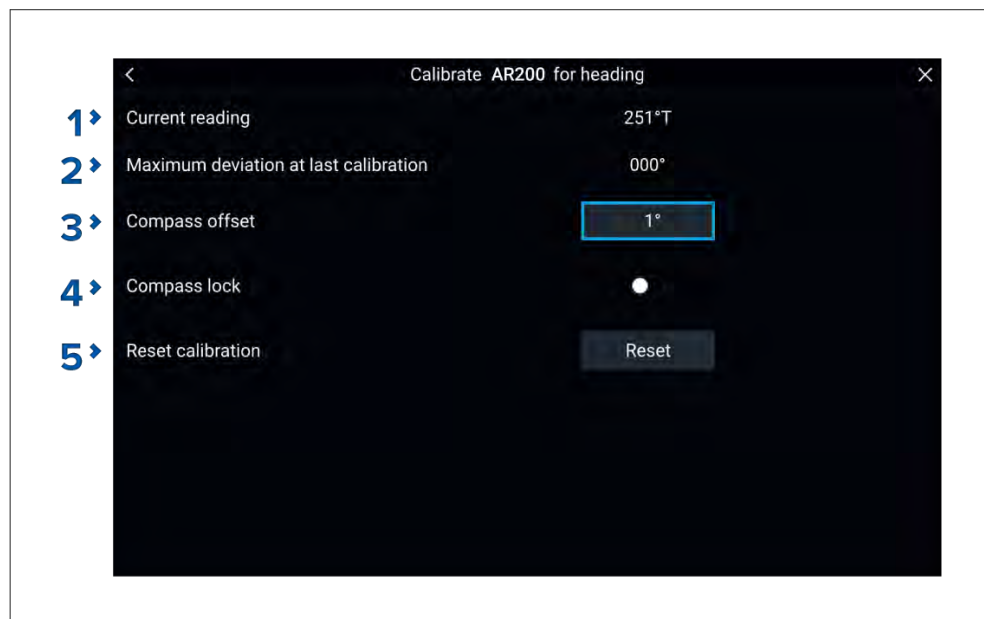 Calibrate AR200 for heading
1 Current reading 251°T
2 Maximum deviation at last calibration 000°
3 Compass offset 1°
4 Compass lock
5 Reset calibration Reset